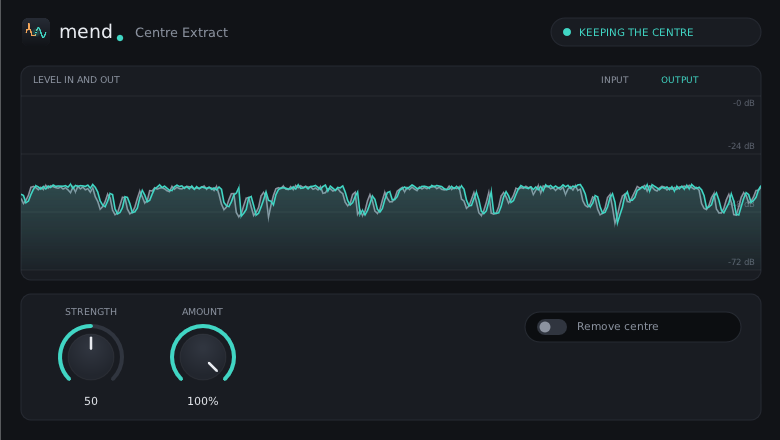 mend. Centre Extract
KEEPING THE CENTRE
LEVEL IN AND OUT
INPUT
OUTPUT
-0 dB
-24 dB
-72 dB
STRENGTH
AMOUNT
Remove centre
50
100%